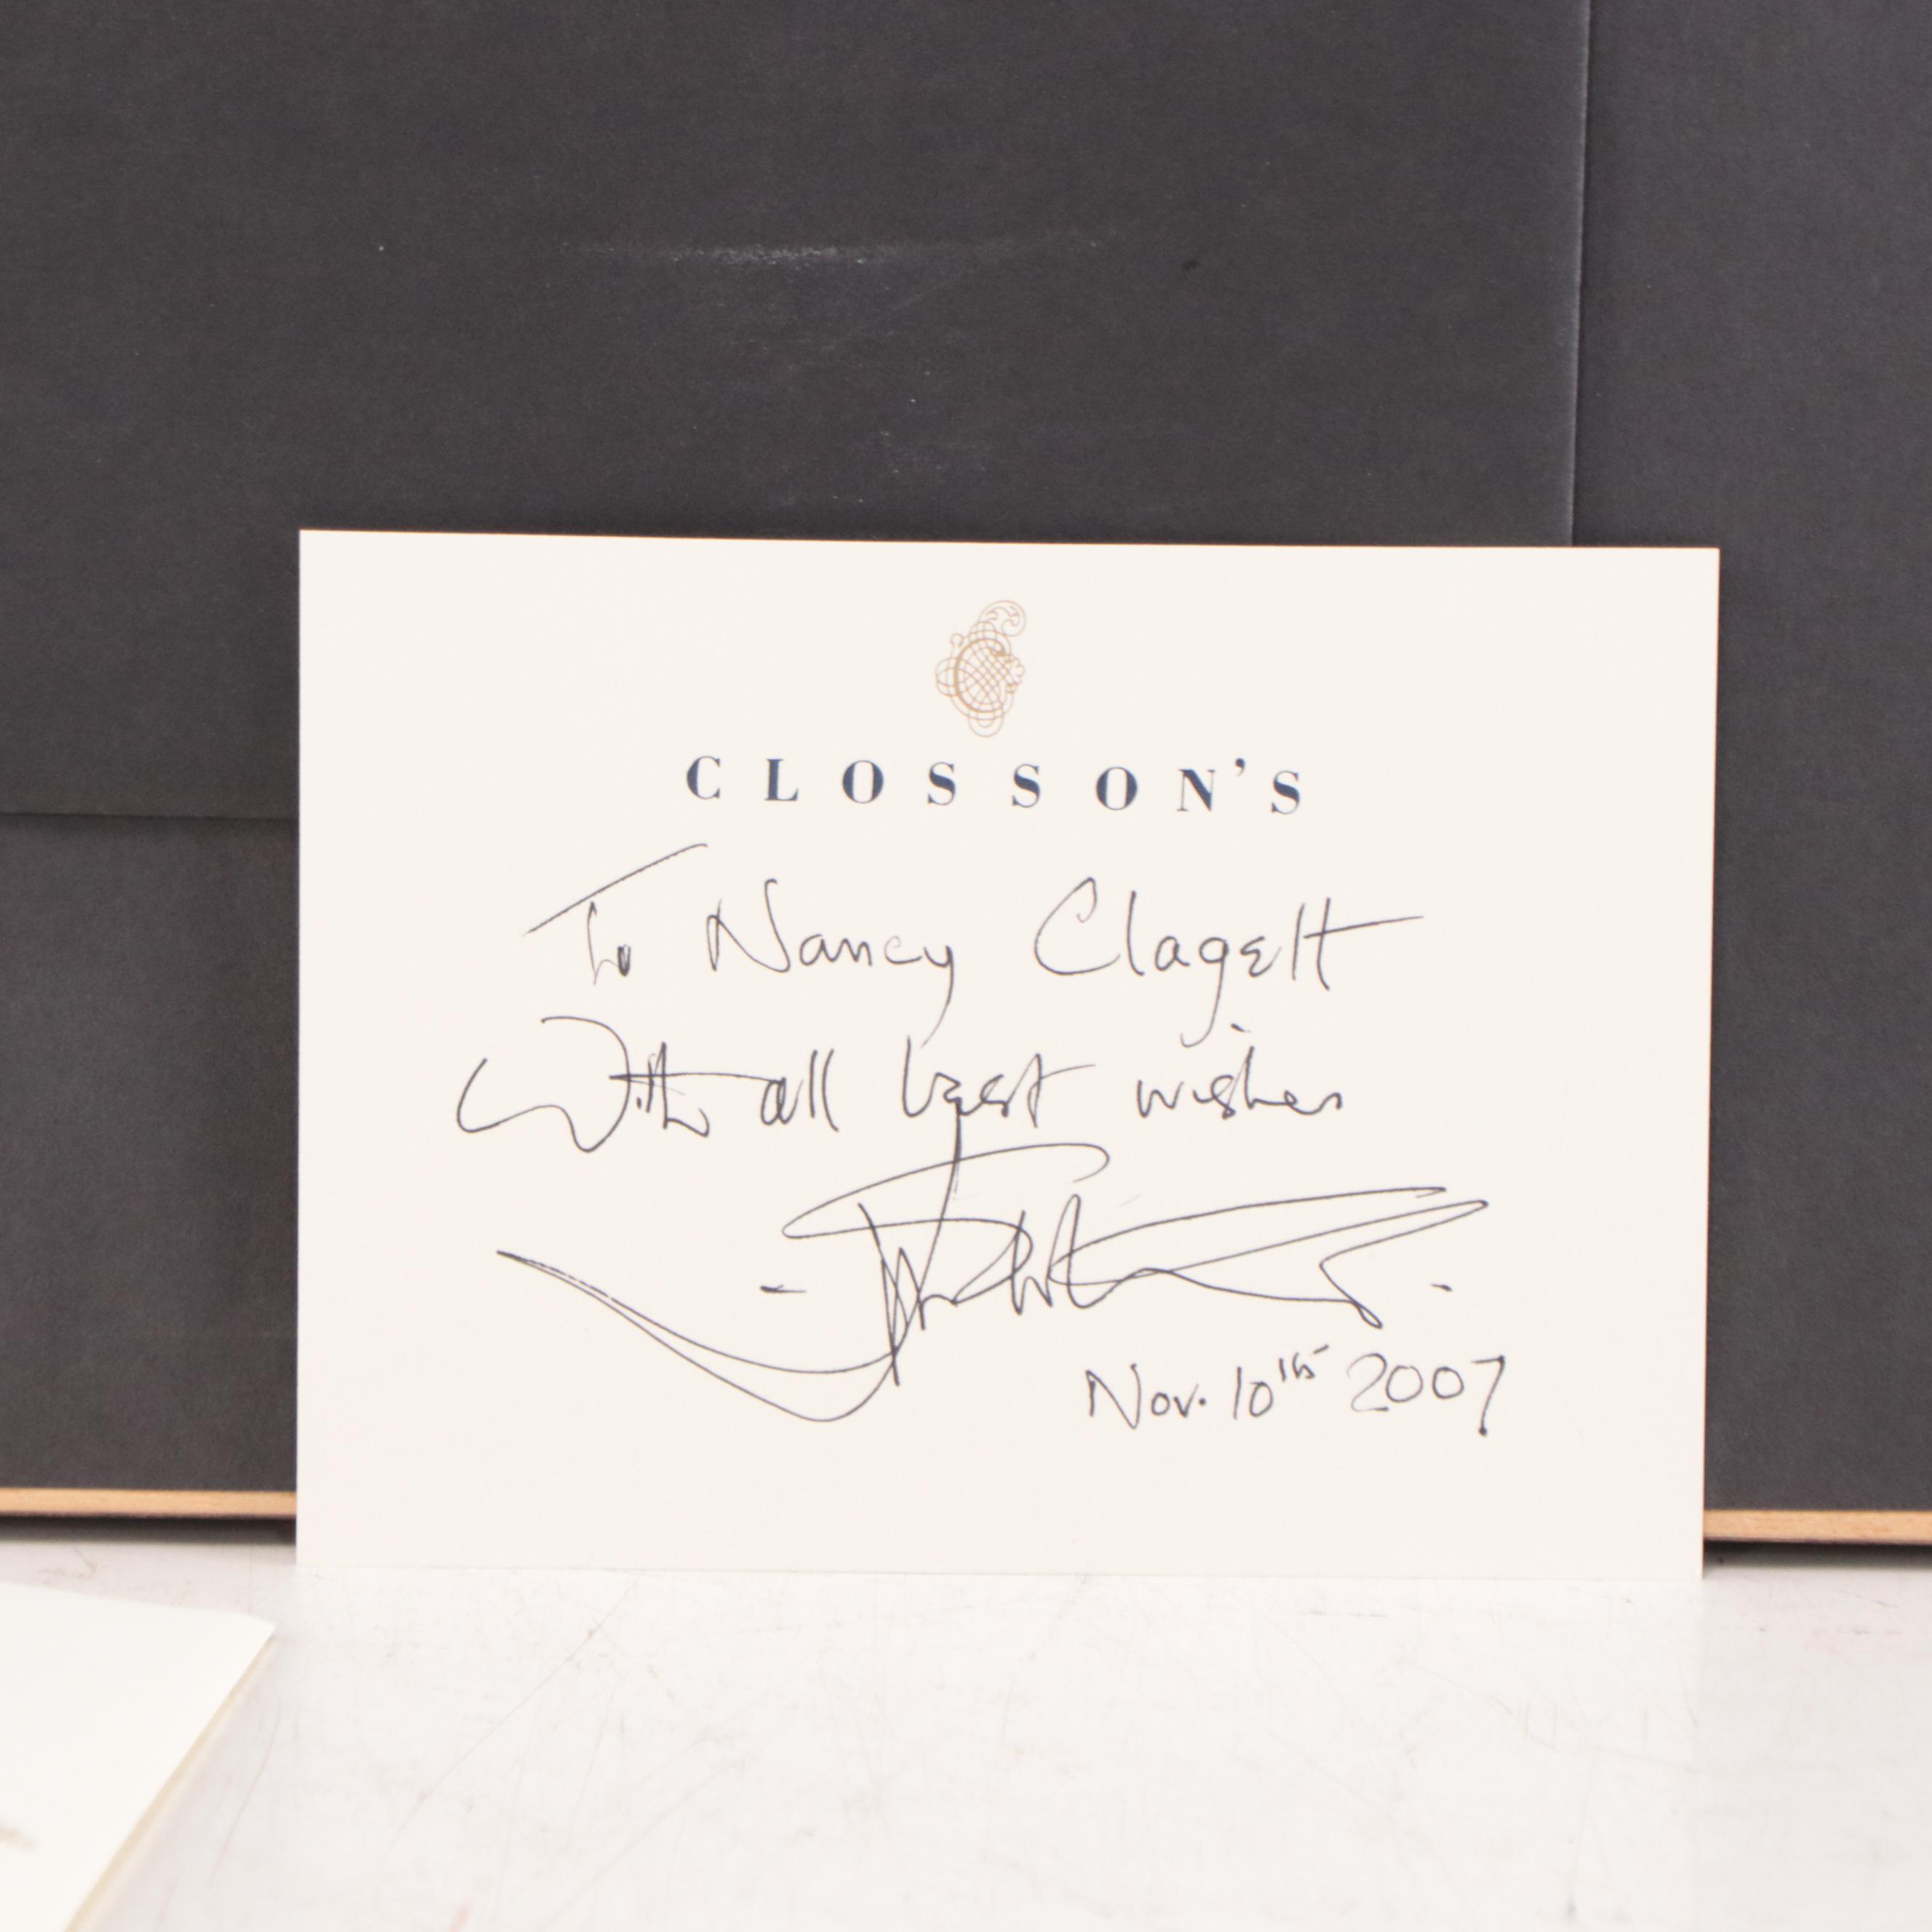 CLOSSON'S
To Nancy Clagett
With all best wishes
Nov. 10th 2007